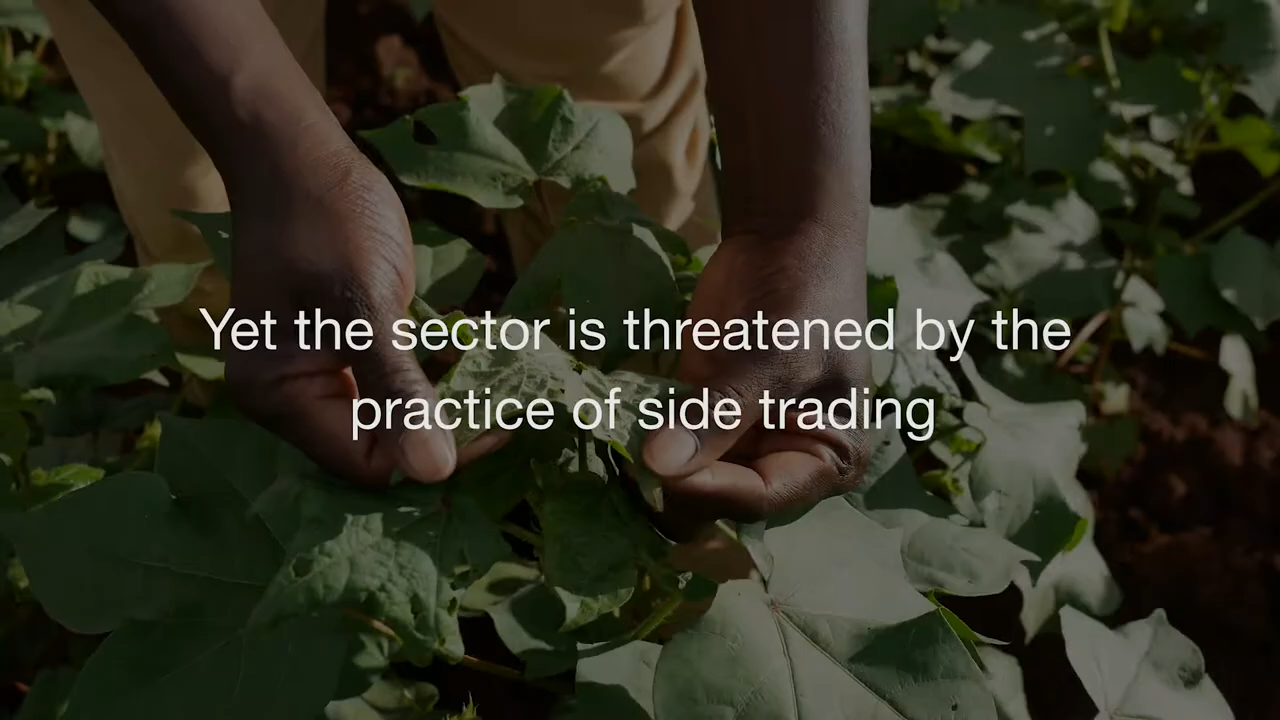 Yet the sector is threatened by the
practice of side trading